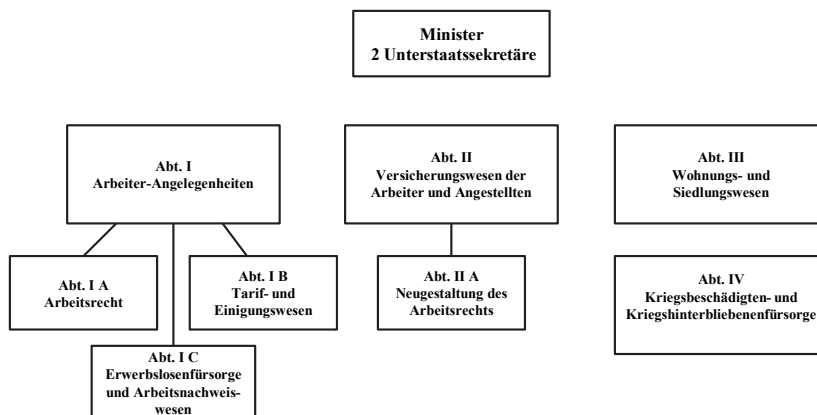 Minister
2 Unterstaatssekretäre
Abt. I
Arbeiter-Angelegenheiten
Abt. II
Versicherungswesen der
Arbeiter und Angestellten
Abt. III
Wohnungs- und
Siedlungswesen
Abt. I A
Arbeitsrecht
Abt. I B
Tarif- und
Einigungswesen
Abt. II A
Neugestaltung des
Arbeitsrechts
Abt. IV
Kriegsbeschädigten- und
Kriegshinterbliebenenfürsorge
Abt. I C
Erwerbslosenfürsorge
und Arbeitsnachweis-
wesen